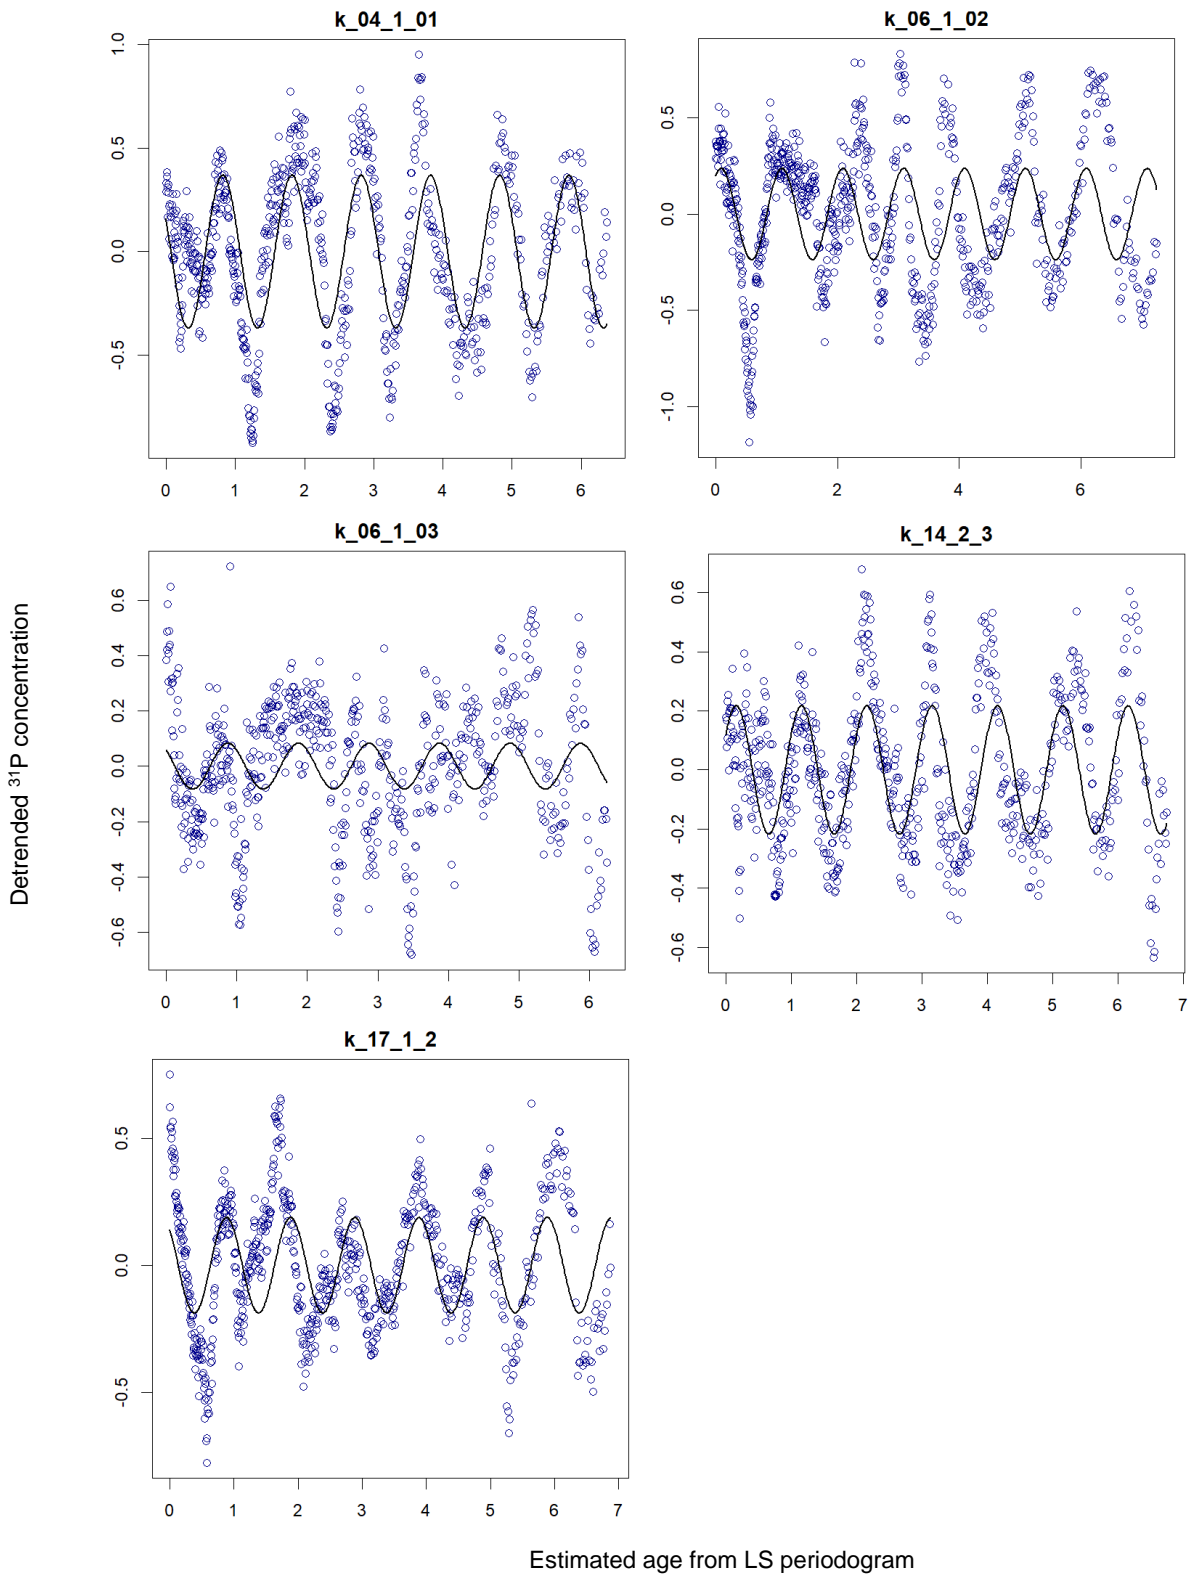 k_04_1_01
1.0
0.5
0.0
-0.5
0 1 2 3 4 5 6
k_06_1_02
0.5
0.0
-0.5
-1.0
0 2 4 6
k_06_1_03
0.6
0.4
0.2
0.0
-0.2
-0.4
-0.6
0 1 2 3 4 5 6
k_14_2_3
0.6
0.4
0.2
0.0
-0.2
-0.4
-0.6
0 1 2 3 4 5 6 7
k_17_1_2
0.5
0.0
-0.5
0 1 2 3 4 5 6 7
Detrended ³¹P concentration
Estimated age from LS periodogram